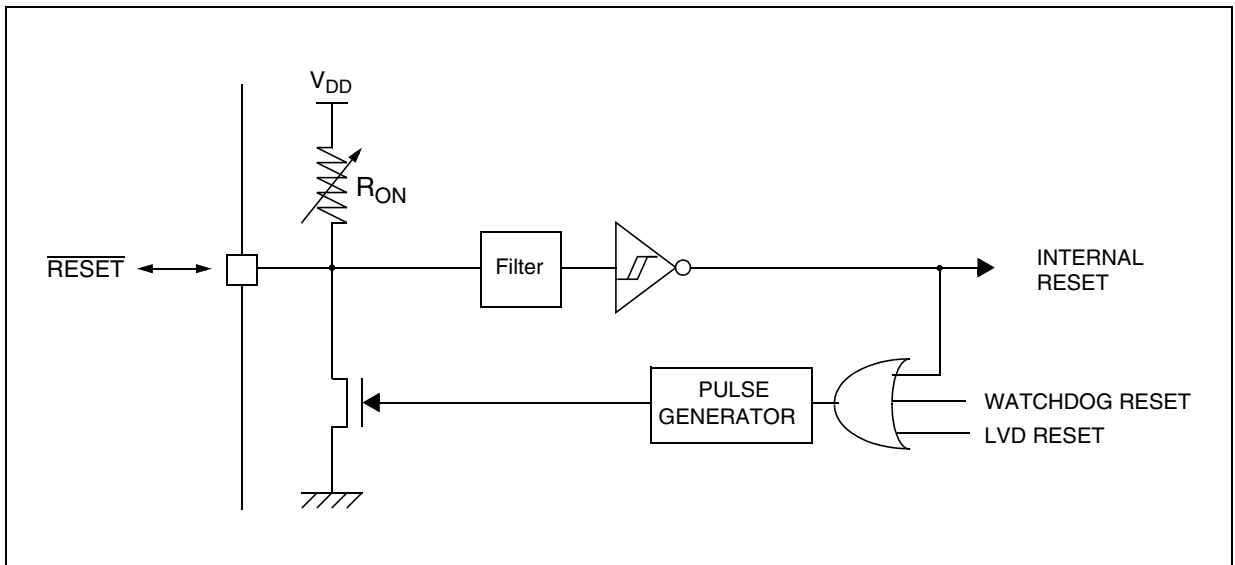 VDD
RON
RESET
Filter
INTERNAL
RESET
PULSE
GENERATOR
WATCHDOG RESET
LVD RESET